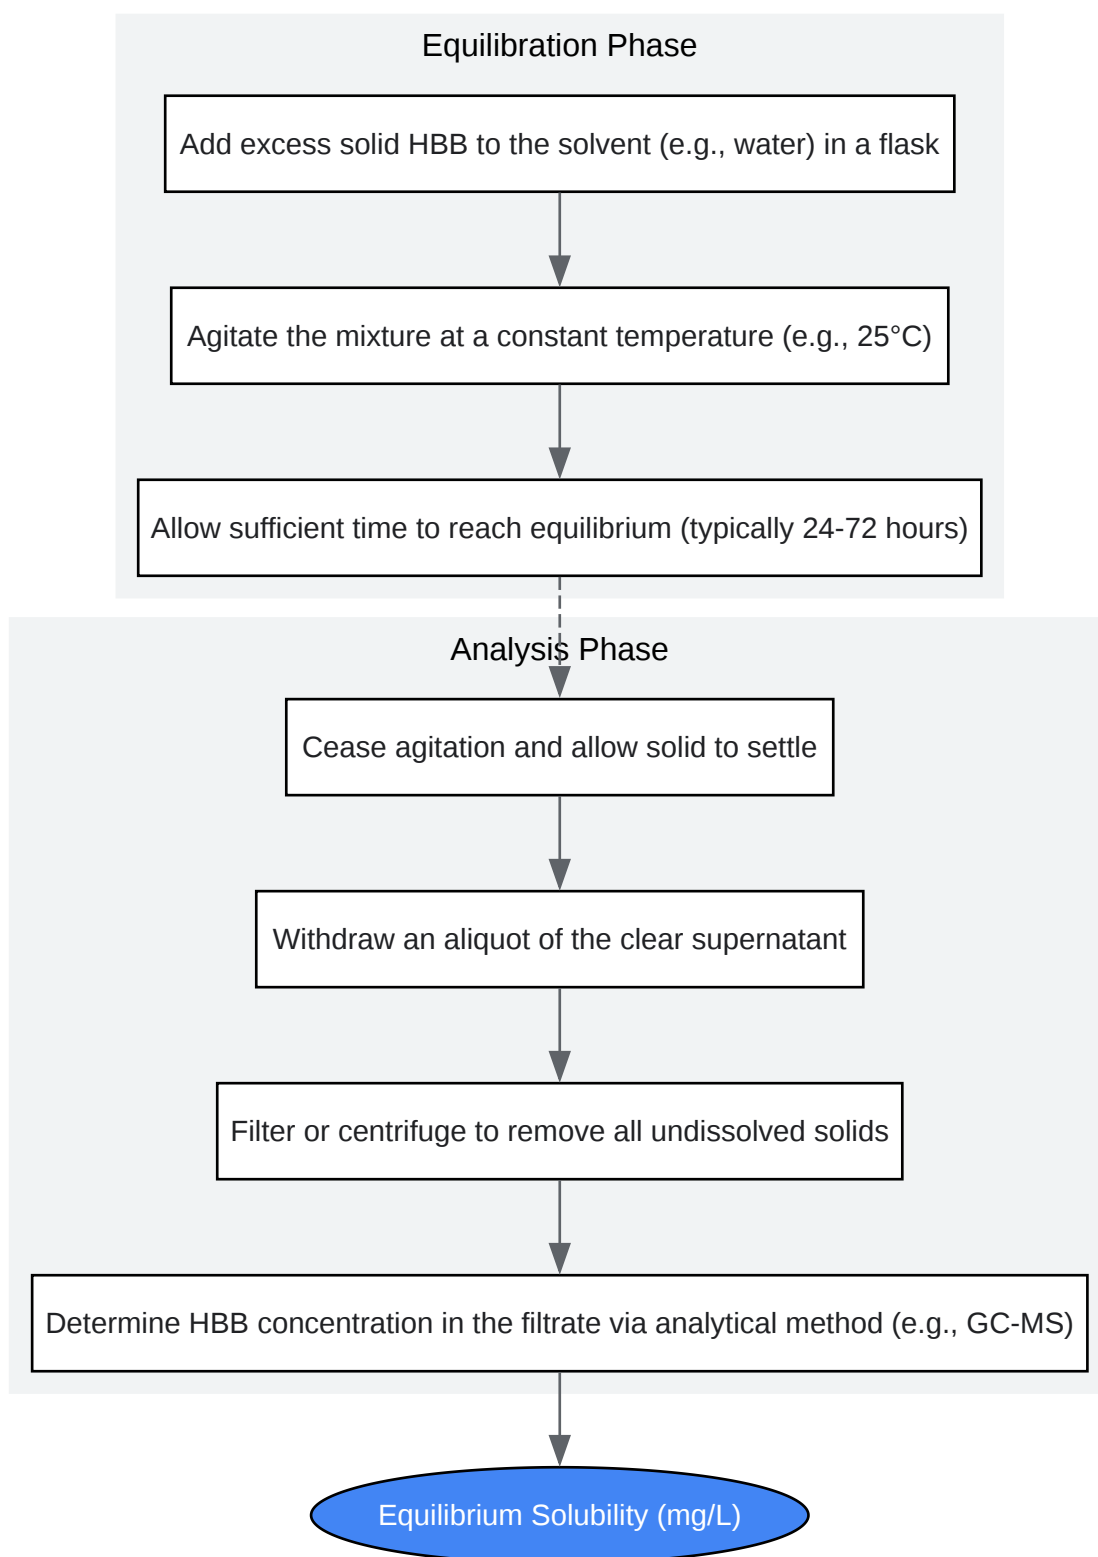 Equilibration Phase
Add excess solid HBB to the solvent (e.g., water) in a flask
Agitate the mixture at a constant temperature (e.g., 25°C)
Allow sufficient time to reach equilibrium (typically 24-72 hours)
Analysis Phase
Cease agitation and allow solid to settle
Withdraw an aliquot of the clear supernatant
Filter or centrifuge to remove all undissolved solids
Determine HBB concentration in the filtrate via analytical method (e.g., GC-MS)
Equilibrium Solubility (mg/L)